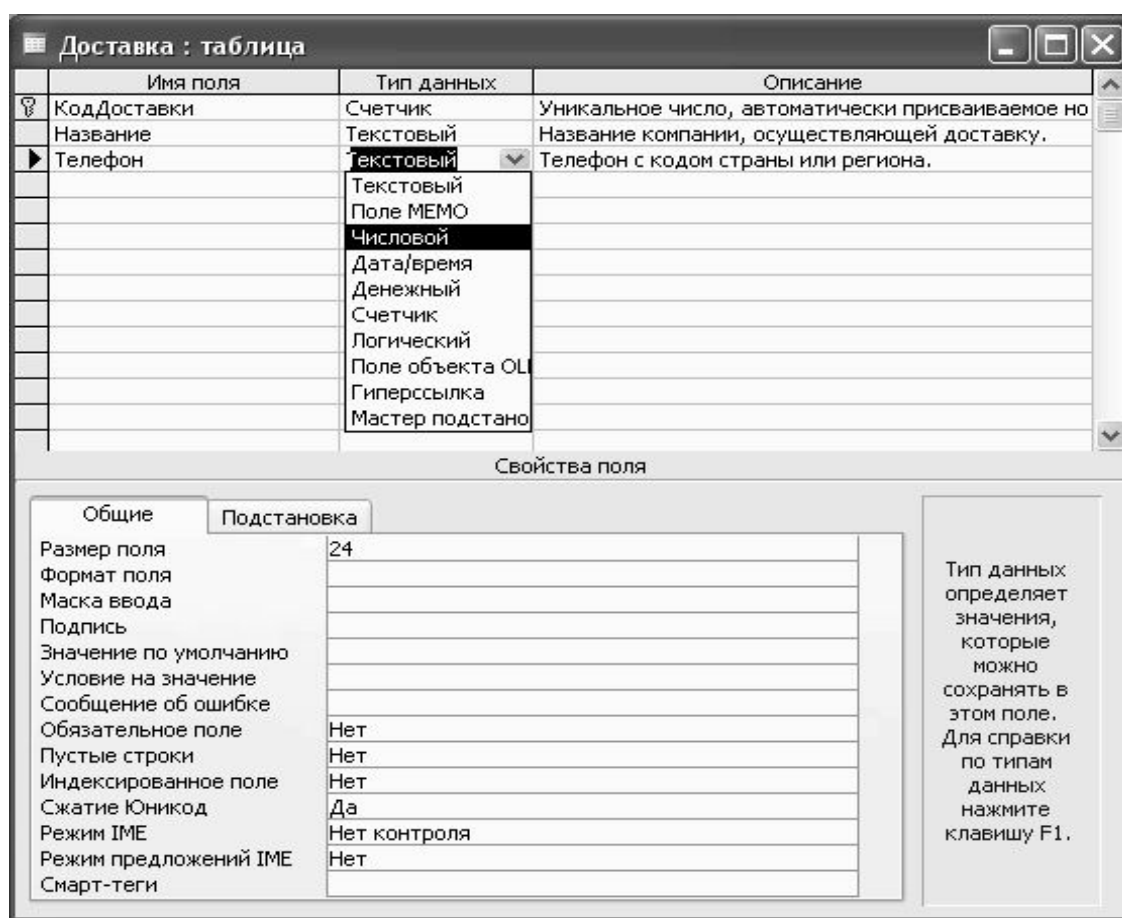 Доставка : таблица
Имя поля Тип данных Описание
КодДоставки Счетчик Уникальное число, автоматически присваиваемое но
Название Текстовый Название компании, осуществляющей доставку.
Телефон Текстовый Телефон с кодом страны или региона.
Текстовый
Поле MEMO
Числовой
Дата/время
Денежный
Счетчик
Логический
Поле объекта OLE
Гиперссылка
Мастер подстано
Свойства поля
Общие Подстановка
Размер поля 24
Формат поля
Маска ввода
Подпись
Значение по умолчанию
Условие на значение
Сообщение об ошибке
Обязательное поле Нет
Пустые строки Нет
Индексированное поле Нет
Сжатие Юникод Да
Режим IME Нет контроля
Режим предложений IME Нет
Смарт-теги
Тип данных
определяет
значения,
которые
можно
сохранять в
этом поле.
Для справки
по типам
данных
нажмите
клавишу F1.